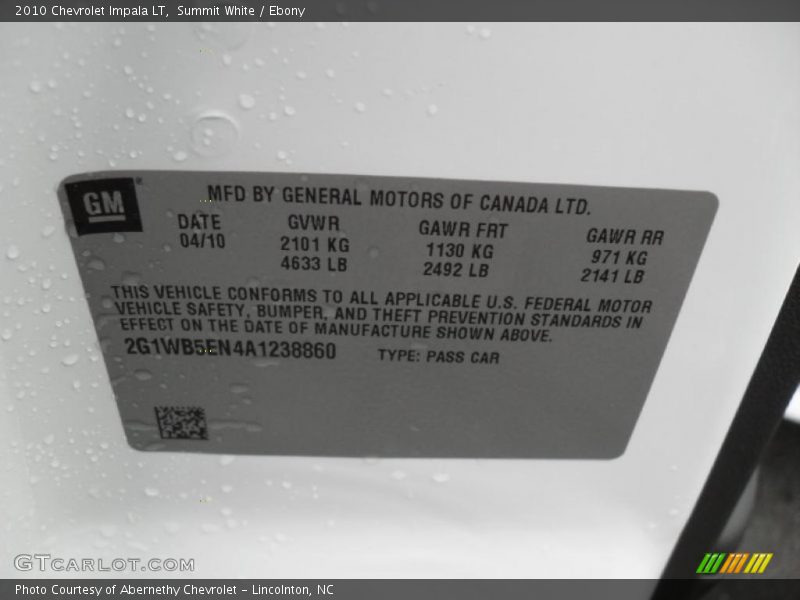 2010 Chevrolet Impala LT, Summit White / Ebony
GM
MFD BY GENERAL MOTORS OF CANADA LTD.
DATE GVWR GAWR FRT GAWR RR
04/10 2101 KG 1130 KG 971 KG
4633 LB 2492 LB 2141 LB
THIS VEHICLE CONFORMS TO ALL APPLICABLE U.S. FEDERAL MOTOR
VEHICLE SAFETY, BUMPER, AND THEFT PREVENTION STANDARDS IN
EFFECT ON THE DATE OF MANUFACTURE SHOWN ABOVE.
2G1WB5EN4A1238860 TYPE: PASS CAR
GTCARLOT.COM
Photo Courtesy of Abernethy Chevrolet – Lincolnton, NC